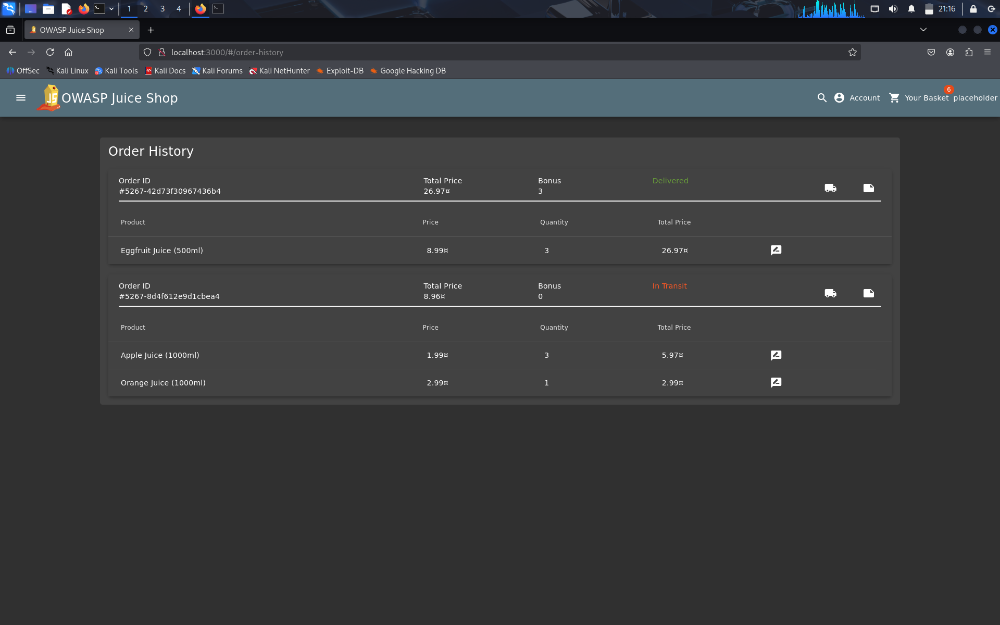 1 2 3 4 21:16
OWASP Juice Shop
localhost:3000/#/order-history
OffSec Kali Linux Kali Tools Kali Docs Kali Forums Kali NetHunter Exploit-DB Google Hacking DB
JS OWASP Juice Shop Account Your Basket 6 placeholder
Order History
Order ID Total Price Bonus Delivered
#5267-42d73f30967436b4 26.97¤ 3
Product Price Quantity Total Price
Eggfruit Juice (500ml) 8.99¤ 3 26.97¤
Order ID Total Price Bonus In Transit
#5267-8d4f612e9d1cbea4 8.96¤ 0
Product Price Quantity Total Price
Apple Juice (1000ml) 1.99¤ 3 5.97¤
Orange Juice (1000ml) 2.99¤ 1 2.99¤